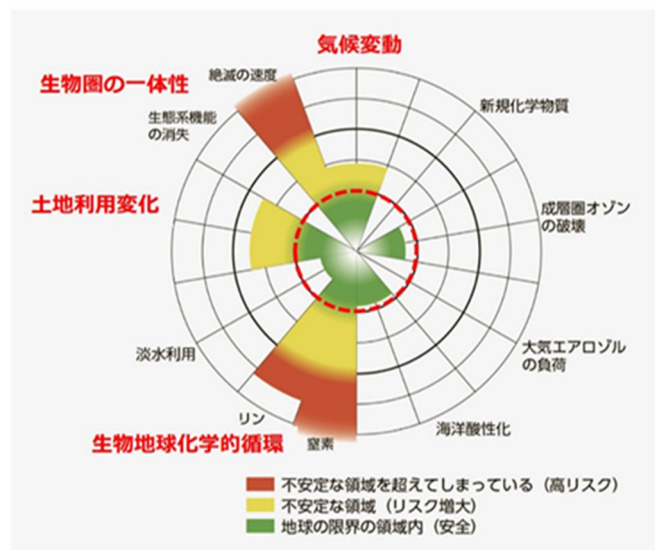 気候変動
絶滅の速度
生物圏の一体性
新規化学物質
生態系機能
の消失
土地利用変化
成層圏オゾン
の破壊
淡水利用
大気エアロゾル
の負荷
リン
海洋酸性化
生物地球化学的循環
窒素
不安定な領域を超えてしまっている（高リスク）
不安定な領域（リスク増大）
地球の限界の領域内（安全）